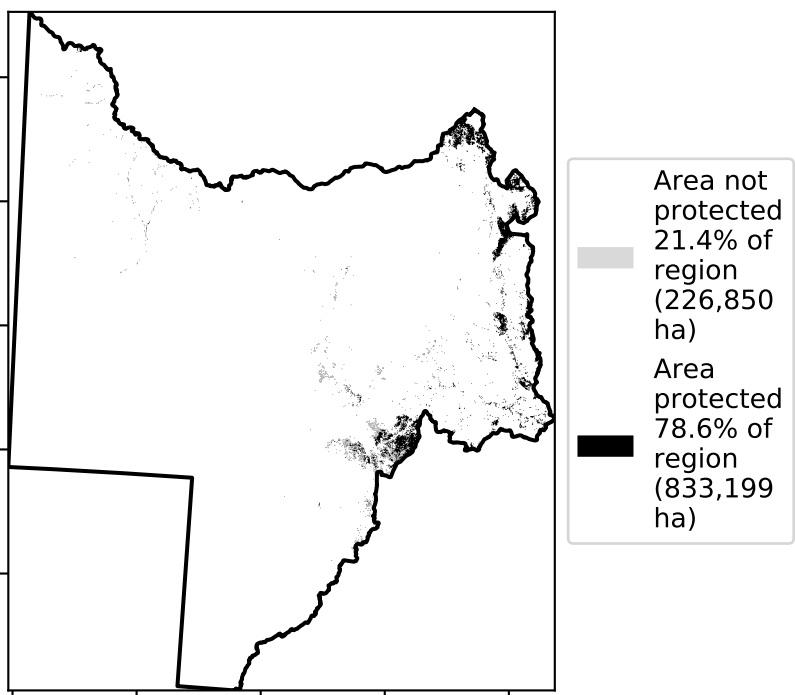 Area not
protected
21.4% of
region
(226,850
ha)
Area
protected
78.6% of
region
(833,199
ha)